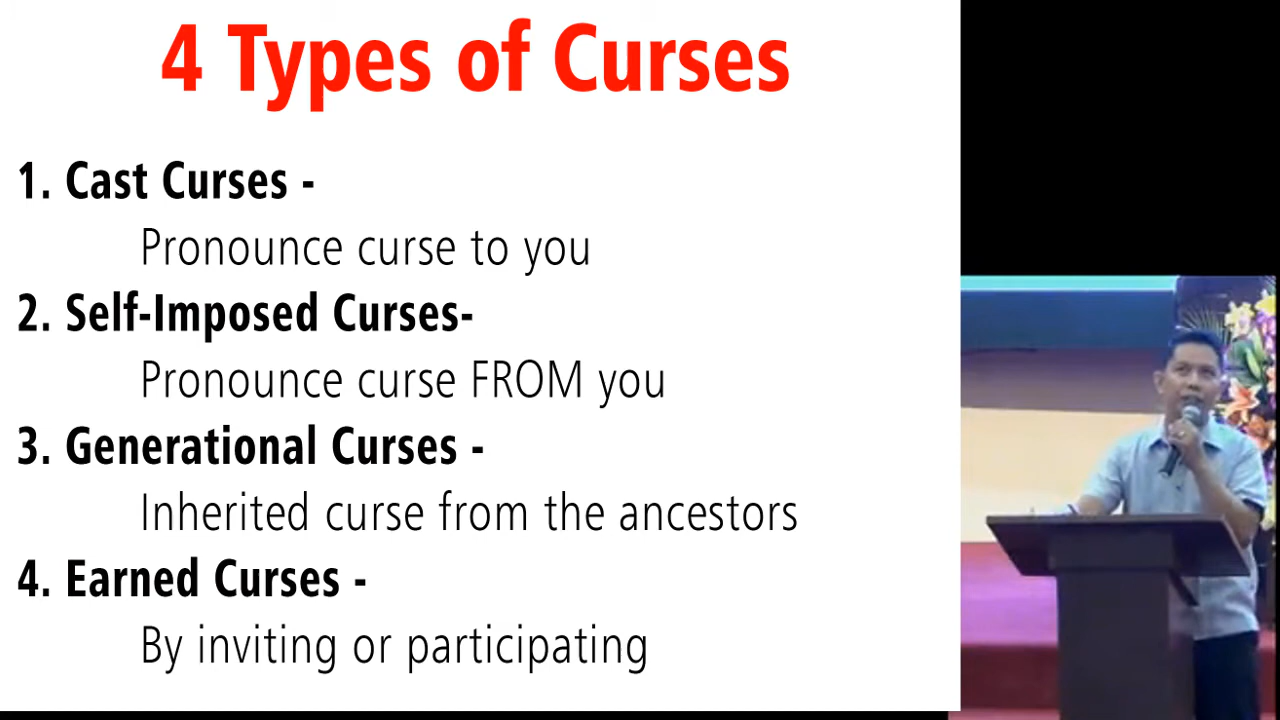 4 Types of Curses
1. Cast Curses -
Pronounce curse to you
2. Self-Imposed Curses-
Pronounce curse FROM you
3. Generational Curses -
Inherited curse from the ancestors
4. Earned Curses -
By inviting or participating